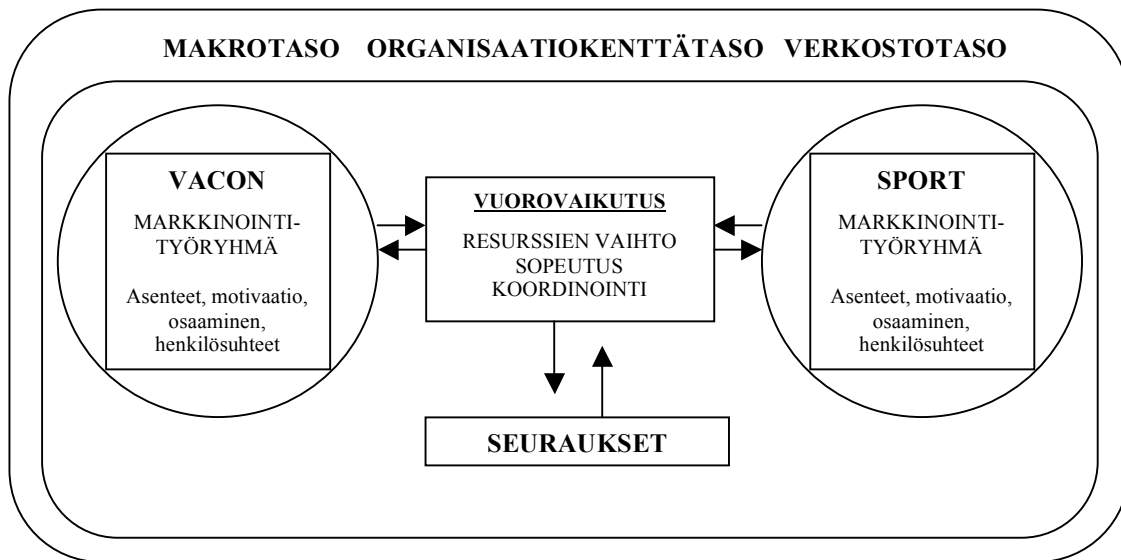 MAKROTASO ORGANISAATIOKENTTÄTASO VERKOSTOTASO
VACON
MARKKINOINTI-
TYÖRYHMÄ
Asenteet, motivaatio,
osaaminen,
henkilösuhteet
VUOROVAIKUTUS
RESURSSIEN VAIHTO
SOPEUTUS
KOORDINOINTI
SPORT
MARKKINOINTI-
TYÖRYHMÄ
Asenteet, motivaatio,
osaaminen,
henkilösuhteet
SEURAUKSET